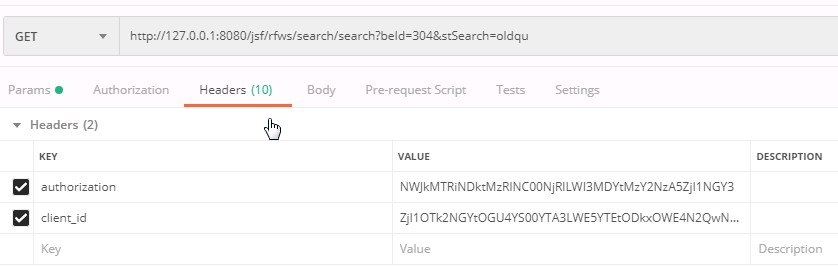 GET http://127.0.0.1:8080/jsf/rfws/search/search?beId=304&stSearch=oldqu
Params Authorization Headers (10) Body Pre-request Script Tests Settings
Headers (2)
KEY VALUE DESCRIPTION
authorization NWJkMTRiNDktMzRlNC00NjRlLWI3MDYtMzY2NzA5ZjI1NGY3
client_id ZjI1OTk2NGYtOGU4YS00YTA3LWE5YTEtODkxOWE4N2QwN...
Key Value Description